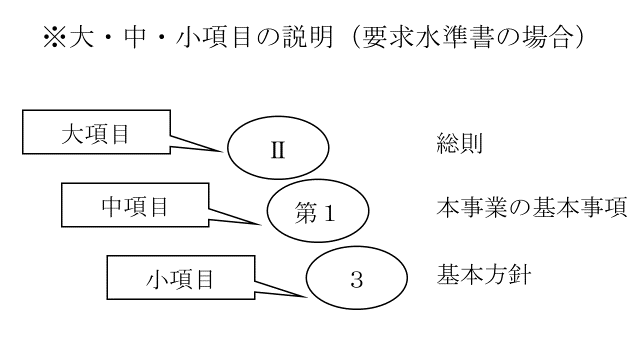 ※大・中・小項目の説明（要求水準書の場合）
大項目 Ⅱ 総則
中項目 第１ 本事業の基本事項
小項目 ３ 基本方針